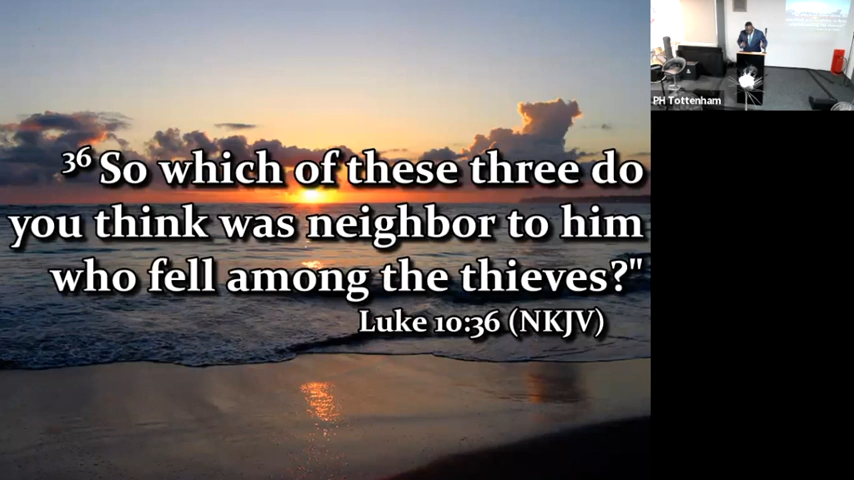 36 So which of these three do
you think was neighbor to him
who fell among the thieves?"
Luke 10:36 (NKJV)
PH Tottenham